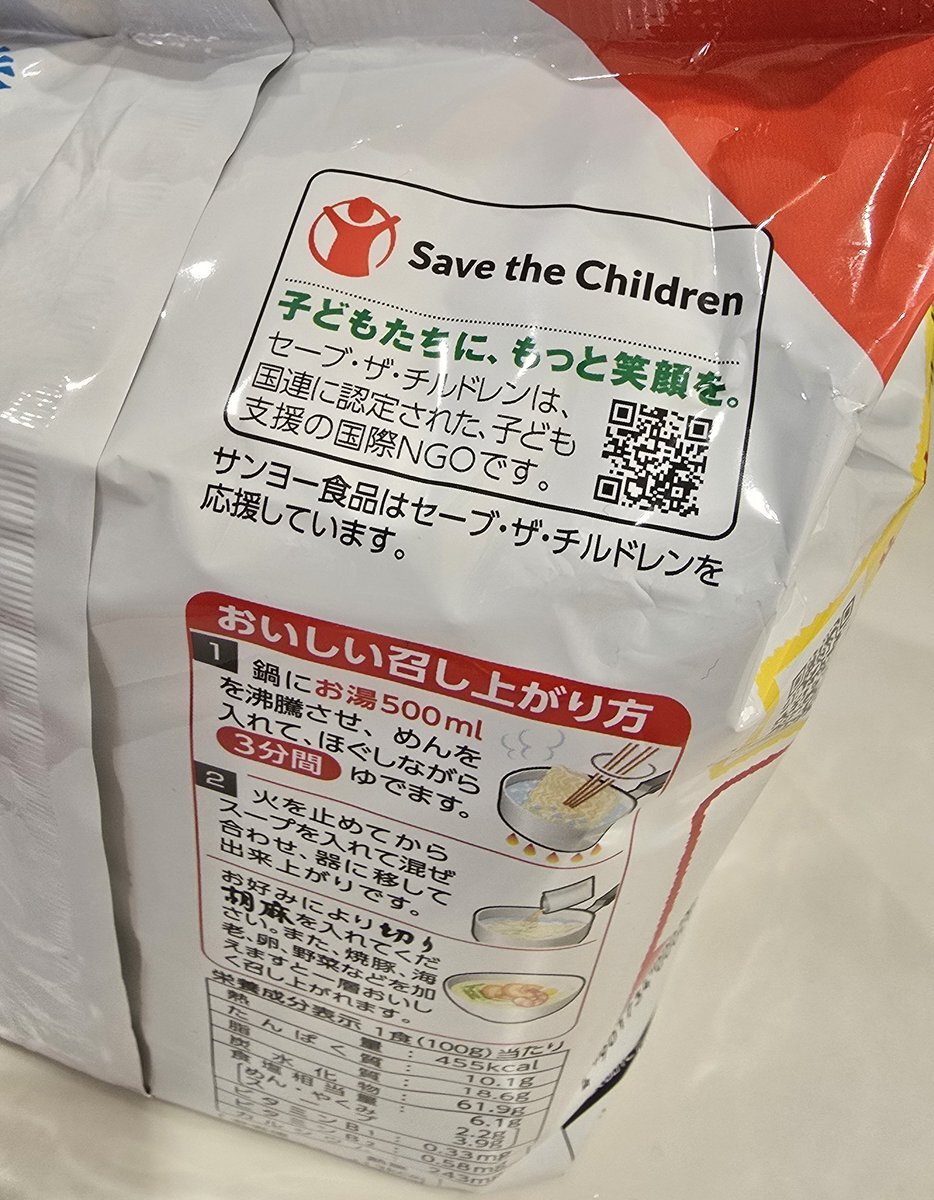 Save the Children
子どもたちに、もっと笑顔を。
セーブ・ザ・チルドレンは、
国連に認定された、子ども
支援の国際NGOです。
サンヨー食品はセーブ・ザ・チルドレンを
応援しています。
おいしい召し上がり方
1 鍋にお湯500ml
を沸騰させ、めんを
入れて、ほぐしながら
3分間 ゆでます。
2 火を止めてから
スープを入れて混ぜ
合わせ、器に移して
出来上がりです。
お好みにより切り
胡麻を入れてくだ
さい。また、焼豚、海
老、卵、野菜などを加
えますと一層おいし
く召し上がれます。
栄養成分表示 1食(100g)当たり
熱量 : 455kcal
たんぱく質 : 10.1g
脂質 : 18.6g
炭水化物 : 61.9g
食塩相当量 : 6.1g
めん・やくみ 2.2g
3.9g
ビタミンB1 : 0.33mg
ビタミンB2 : 0.58mg
243mg